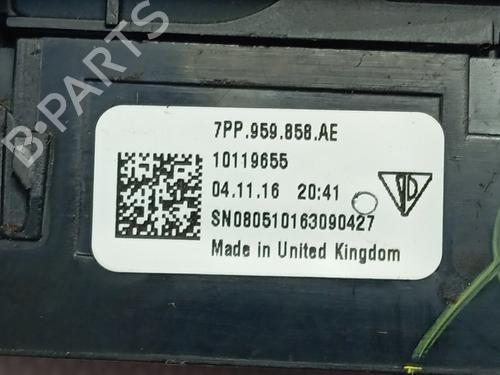 B-PARTS
7PP.959.858.AE
10119655
04.11.16 20:41
SN080510163090427
Made in United Kingdom